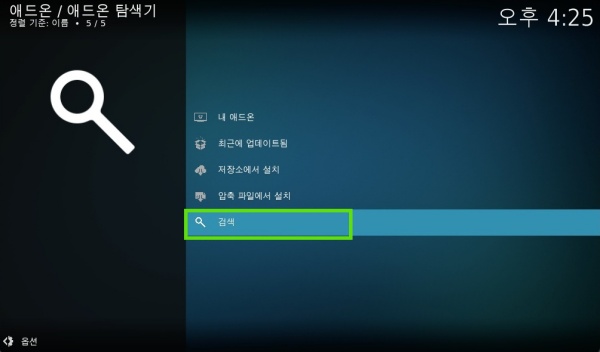 애드온 / 애드온 탐색기
정렬 기준: 이름 • 5 / 5
오후 4:25
내 애드온
최근에 업데이트됨
저장소에서 설치
압축 파일에서 설치
검색
옵션